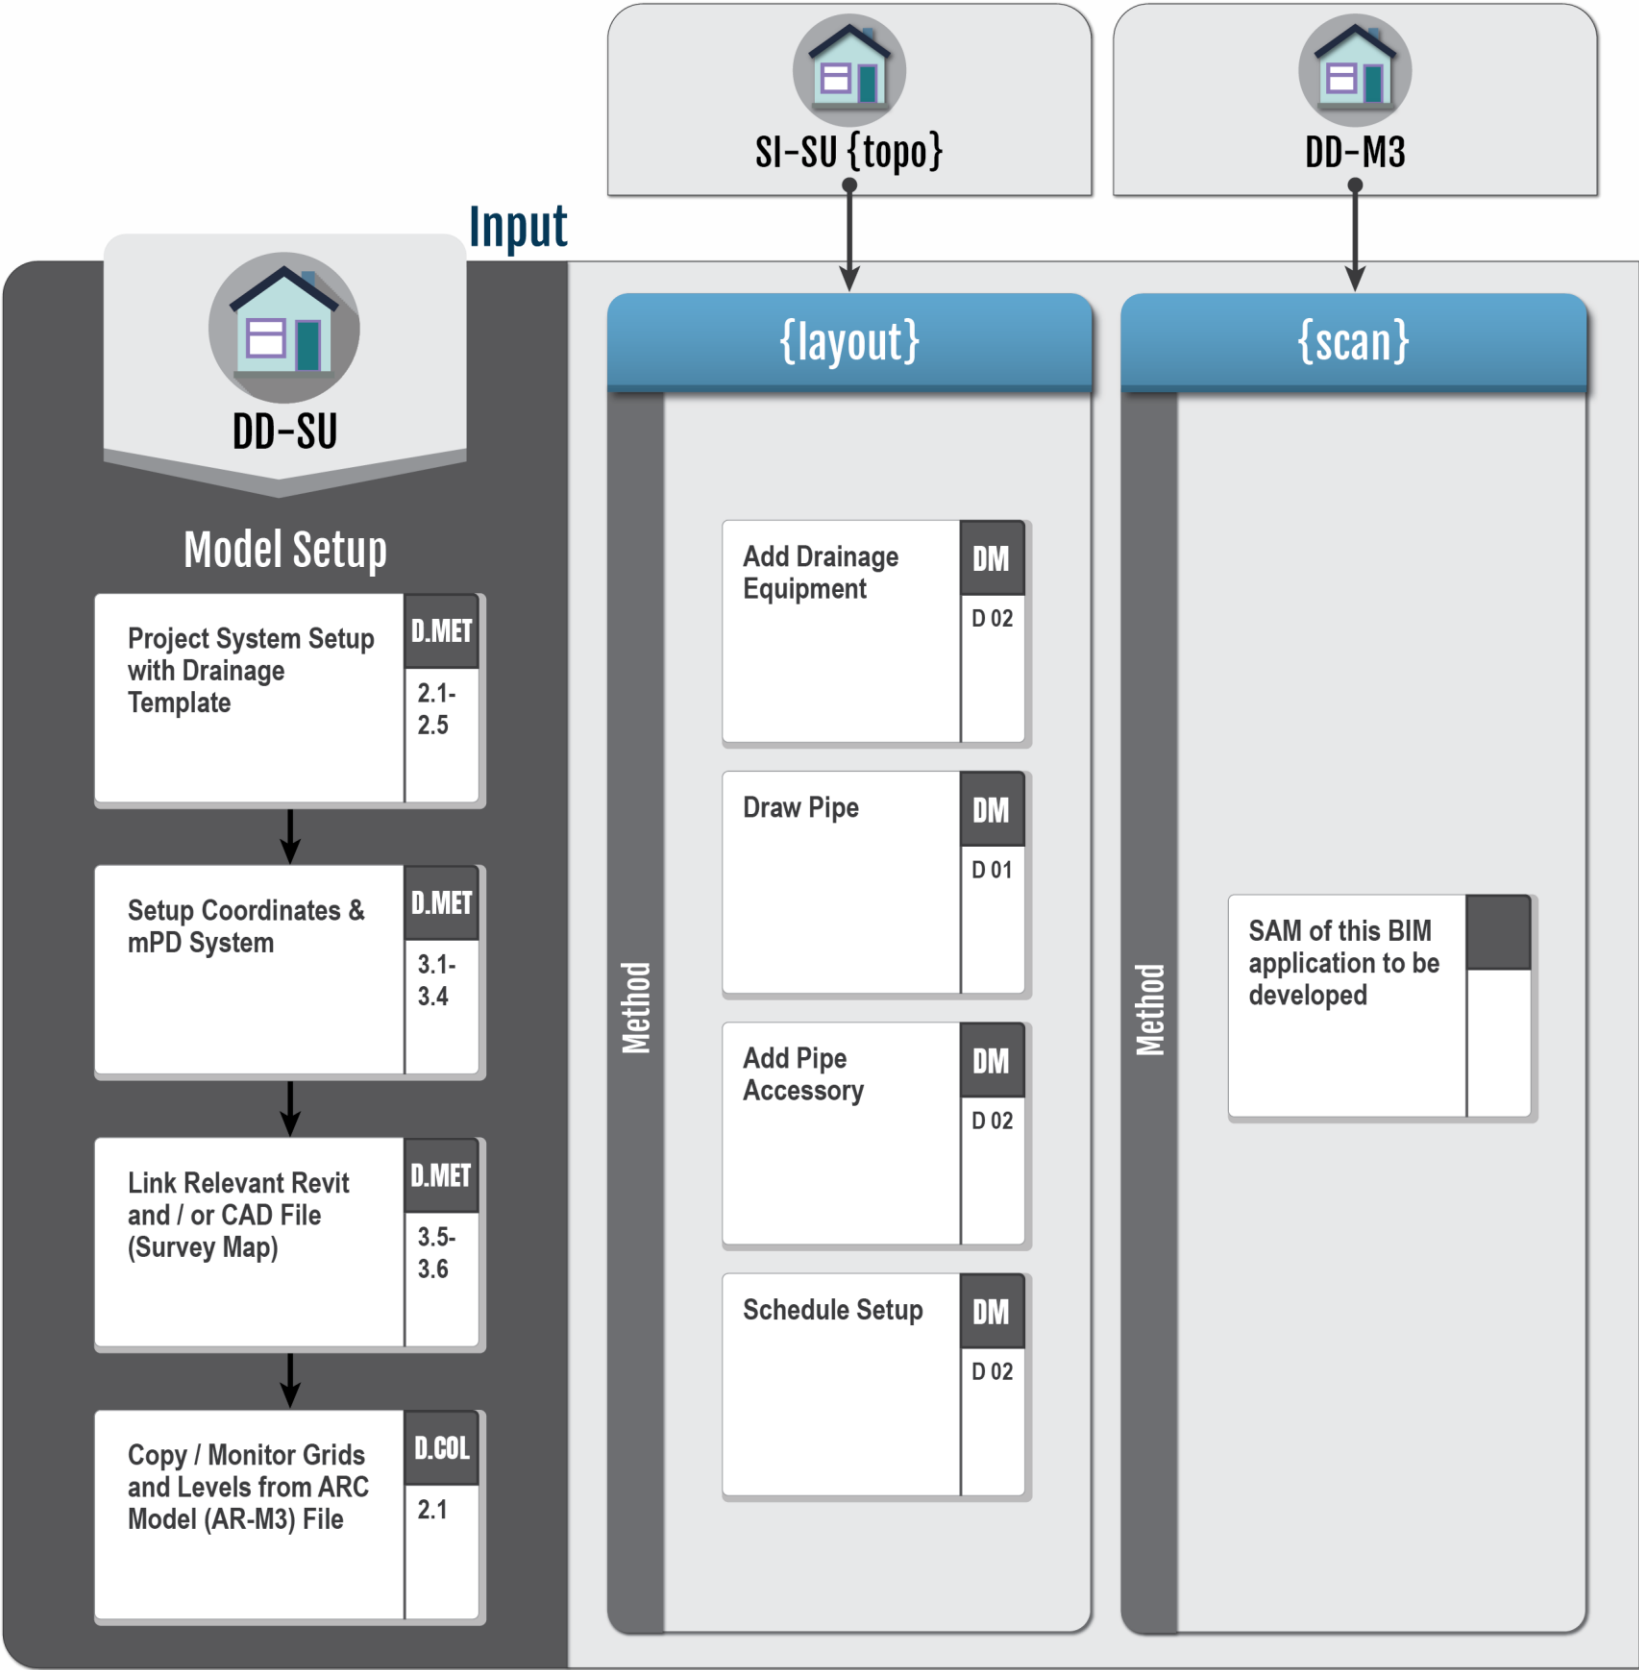 SI-SU {topo}
DD-M3
Input
DD-SU
Model Setup
Project System Setup
with Drainage
Template
D.MET
2.1-
2.5
Setup Coordinates &
mPD System
D.MET
3.1-
3.4
Link Relevant Revit
and / or CAD File
(Survey Map)
D.MET
3.5-
3.6
Copy / Monitor Grids
and Levels from ARC
Model (AR-M3) File
D.COL
2.1
{layout}
Method
Add Drainage
Equipment
DM
D 02
Draw Pipe
DM
D 01
Add Pipe
Accessory
DM
D 02
Schedule Setup
DM
D 02
{scan}
Method
SAM of this BIM
application to be
developed